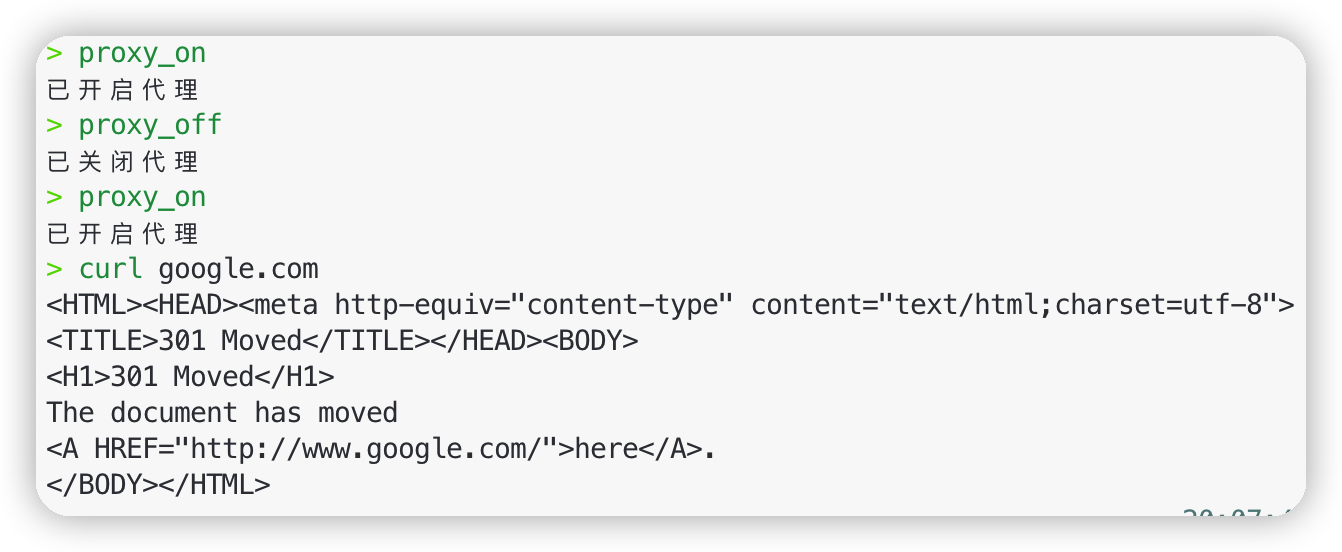 > proxy_on
已开启代理
> proxy_off
已关闭代理
> proxy_on
已开启代理
> curl google.com
<HTML><HEAD><meta http-equiv="content-type" content="text/html;charset=utf-8">
<TITLE>301 Moved</TITLE></HEAD><BODY>
<H1>301 Moved</H1>
The document has moved
<A HREF="http://www.google.com/">here</A>.
</BODY></HTML>